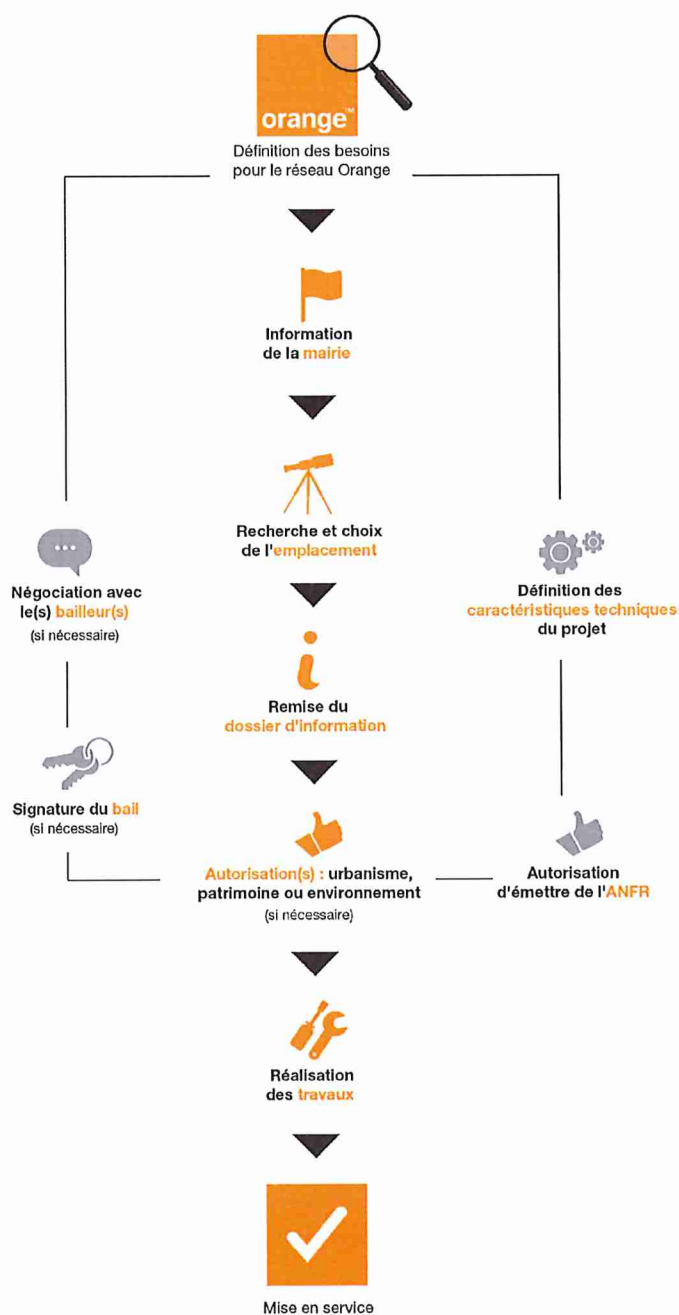 orange™
Définition des besoins
pour le réseau Orange
Information
de la mairie
Recherche et choix
de l'emplacement
Négociation avec
le(s) bailleur(s)
(si nécessaire)
Définition des
caractéristiques techniques
du projet
Remise du
dossier d'information
Signature du bail
(si nécessaire)
Autorisation(s) : urbanisme,
patrimoine ou environnement
(si nécessaire)
Autorisation
d'émettre de l'ANFR
Réalisation
des travaux
Mise en service